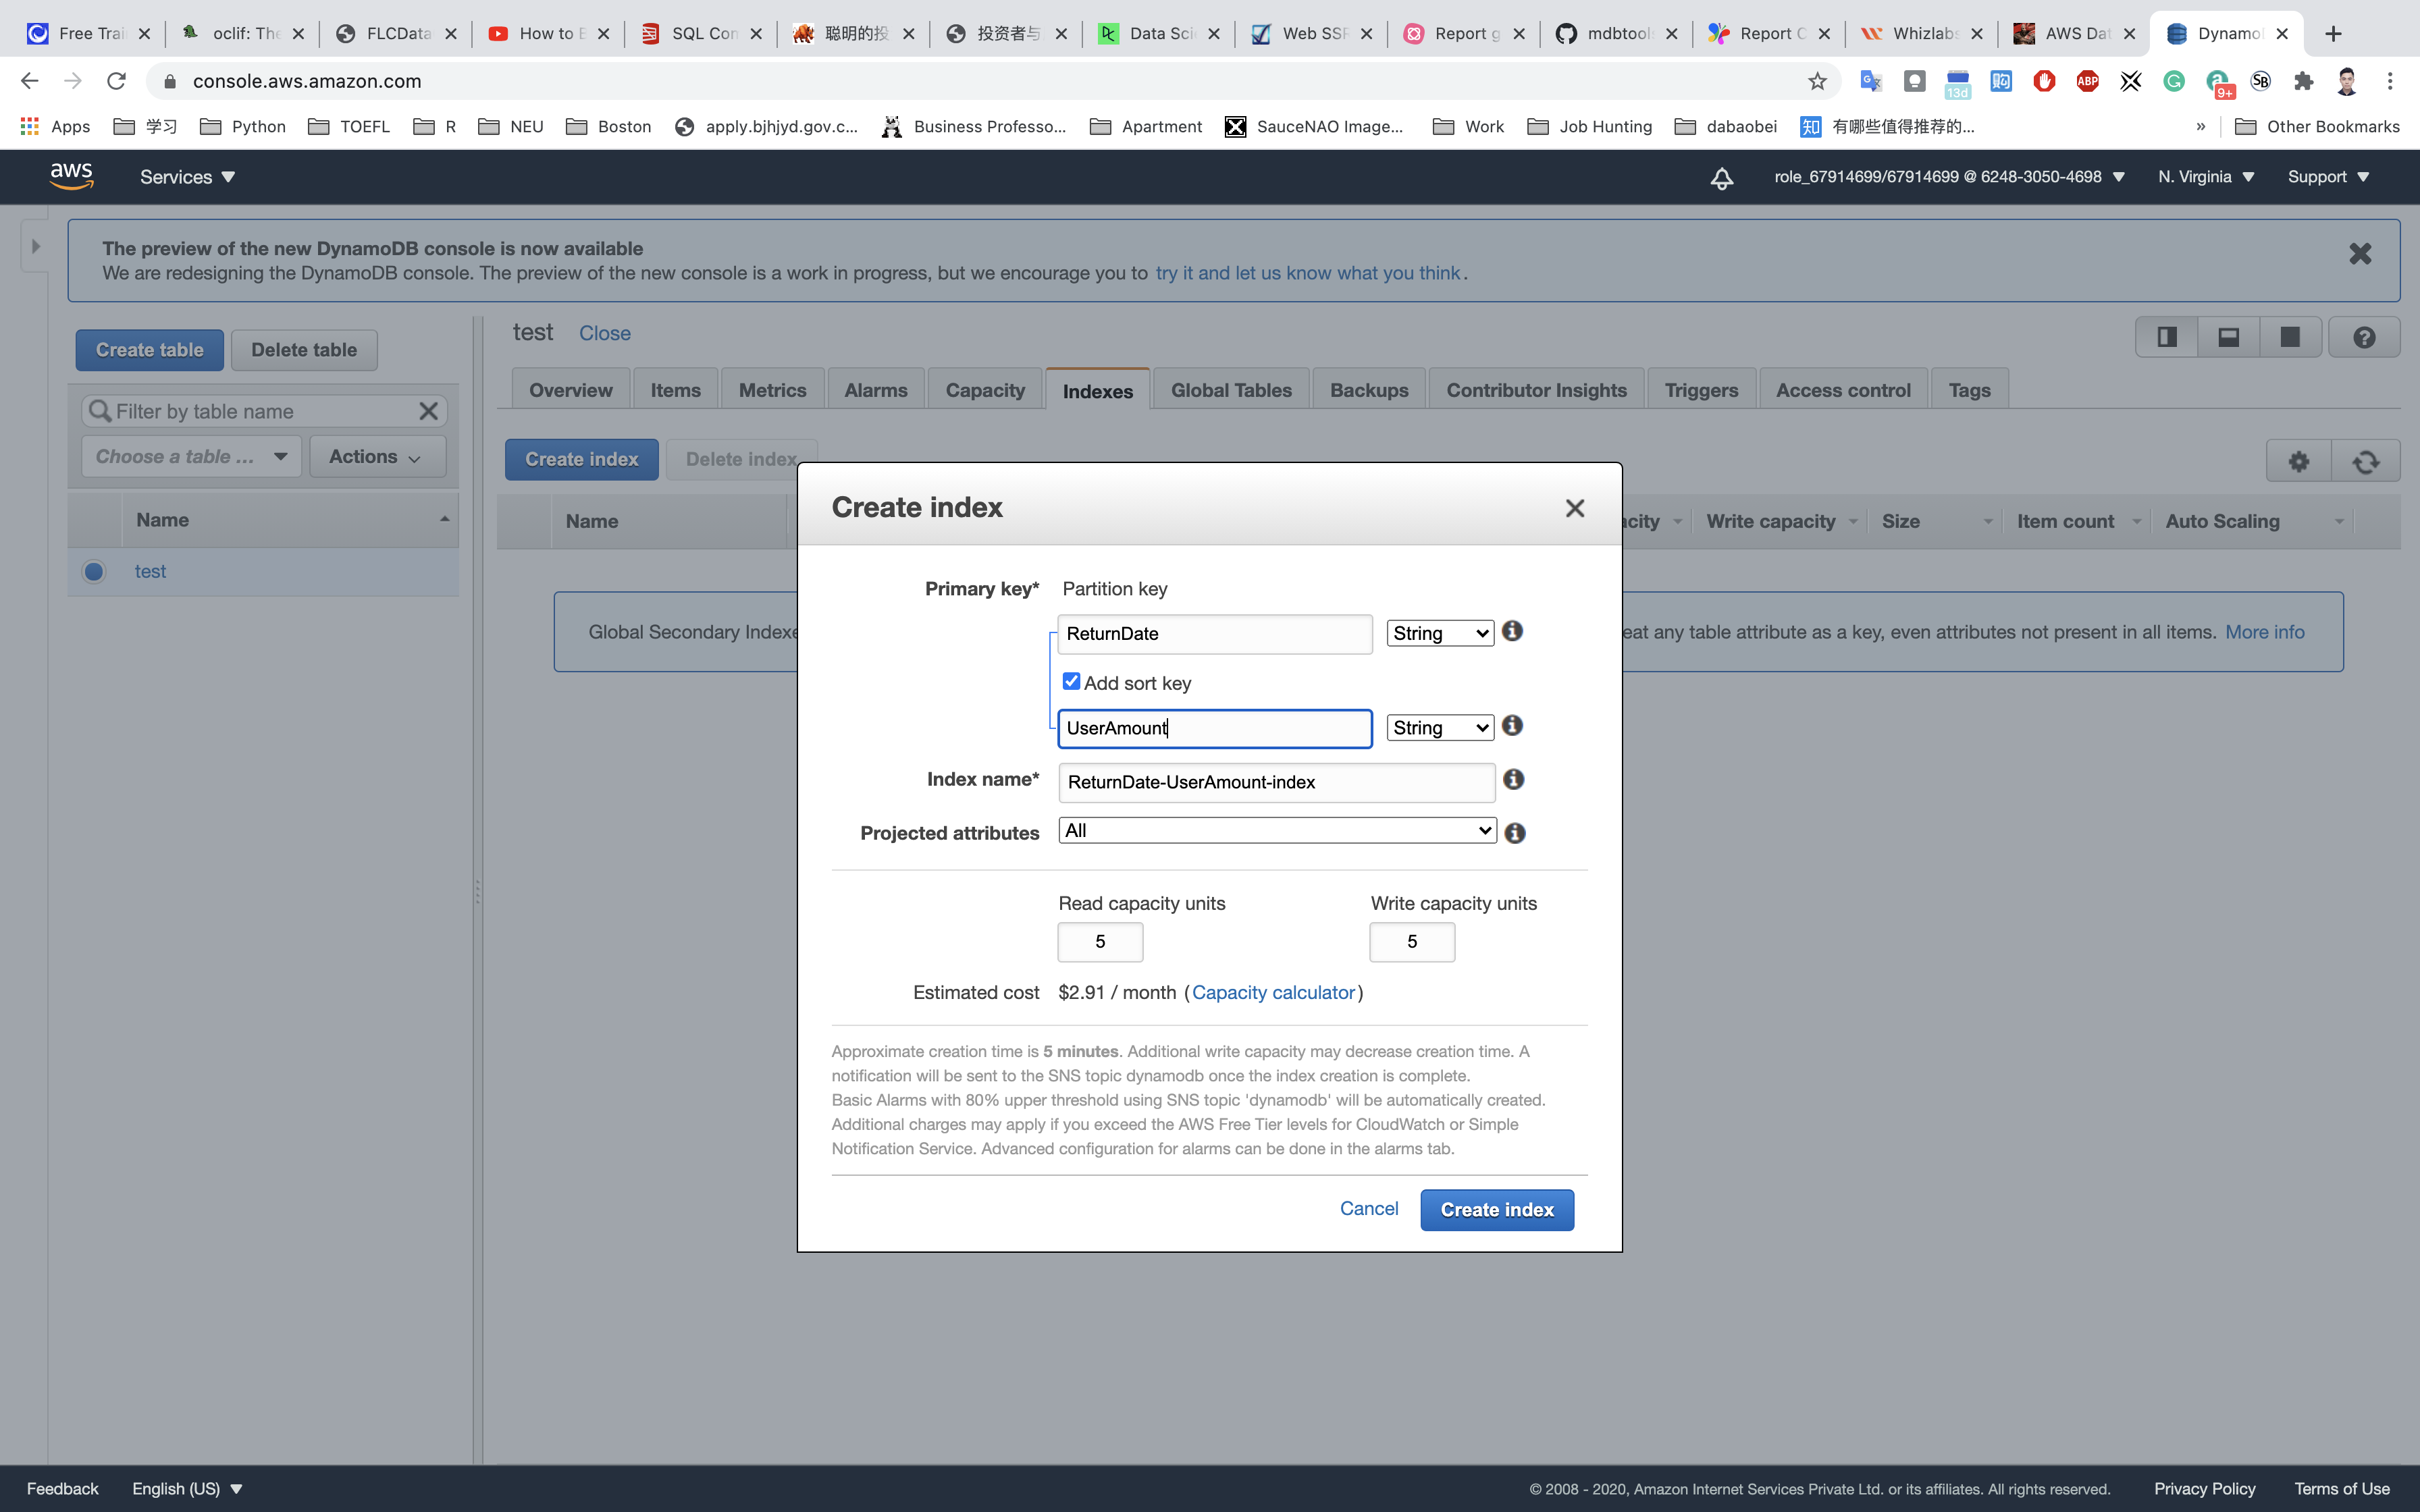 Free Trai oclif: The FLCData How to E SQL Con 聪明的投 投资者与 Data Sci Web SSF Report g mdbtools Report C Whizlabs AWS Dat Dynamo
console.aws.amazon.com
13d ABP 9+ SB
Apps 学习 Python TOEFL R NEU Boston apply.bjhjyd.gov.c... Business Professo... Apartment SauceNAO Image... Work Job Hunting dabaobei 知 有哪些值得推荐的... » Other Bookmarks
aws Services role_67914699/67914699 @ 6248-3050-4698 N. Virginia Support
The preview of the new DynamoDB console is now available
We are redesigning the DynamoDB console. The preview of the new console is a work in progress, but we encourage you to try it and let us know what you think.
Create table Delete table
test Close
Overview Items Metrics Alarms Capacity Indexes Global Tables Backups Contributor Insights Triggers Access control Tags
Filter by table name
Choose a table ... Actions
Create index Delete index
Name
Name acity Write capacity Size Item count Auto Scaling
test
Global Secondary Indexe eat any table attribute as a key, even attributes not present in all items. More info
Create index
Primary key* Partition key
ReturnDate String
Add sort key
UserAmount String
Index name* ReturnDate-UserAmount-index
Projected attributes All
Read capacity units Write capacity units
5 5
Estimated cost $2.91 / month (Capacity calculator)
Approximate creation time is 5 minutes. Additional write capacity may decrease creation time. A
notification will be sent to the SNS topic dynamodb once the index creation is complete.
Basic Alarms with 80% upper threshold using SNS topic 'dynamodb' will be automatically created.
Additional charges may apply if you exceed the AWS Free Tier levels for CloudWatch or Simple
Notification Service. Advanced configuration for alarms can be done in the alarms tab.
Cancel Create index
Feedback English (US) © 2008 - 2020, Amazon Internet Services Private Ltd. or its affiliates. All rights reserved. Privacy Policy Terms of Use